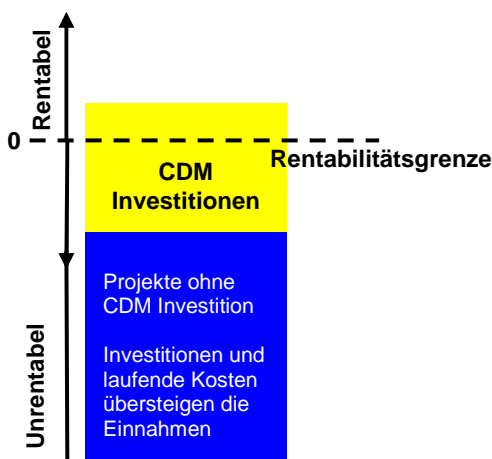 Rentabel
0
Rentabilitätsgrenze
CDM
Investitionen
Projekte ohne
CDM Investition
Investitionen und
laufende Kosten
übersteigen die
Einnahmen
Unrentabel